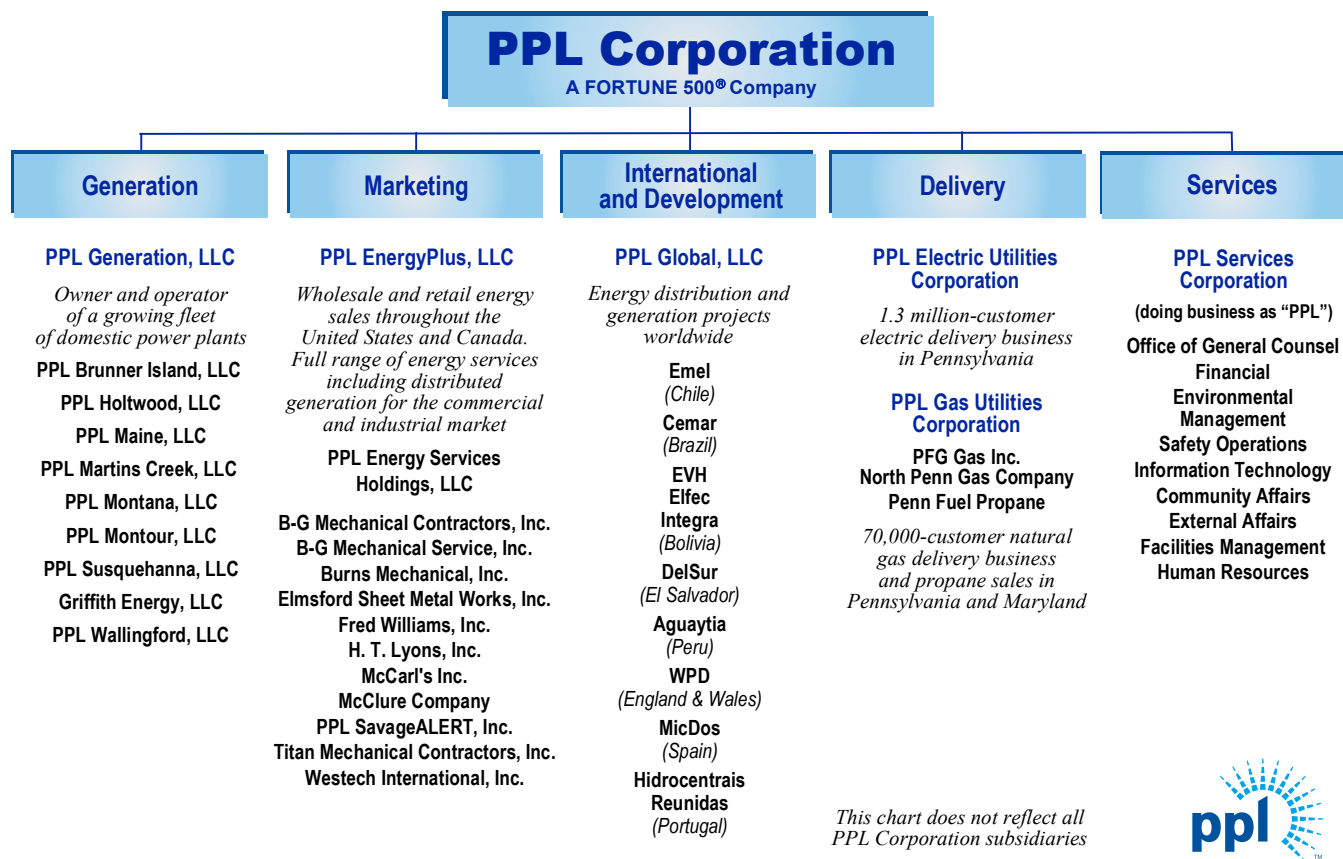 PPL Corporation
A FORTUNE 500® Company
Generation
PPL Generation, LLC
Owner and operator
of a growing fleet
of domestic power plants
PPL Brunner Island, LLC
PPL Holtwood, LLC
PPL Maine, LLC
PPL Martins Creek, LLC
PPL Montana, LLC
PPL Montour, LLC
PPL Susquehanna, LLC
Griffith Energy, LLC
PPL Wallingford, LLC
Marketing
PPL EnergyPlus, LLC
Wholesale and retail energy
sales throughout the
United States and Canada.
Full range of energy services
including distributed
generation for the commercial
and industrial market
PPL Energy Services
Holdings, LLC
B-G Mechanical Contractors, Inc.
B-G Mechanical Service, Inc.
Burns Mechanical, Inc.
Elmsford Sheet Metal Works, Inc.
Fred Williams, Inc.
H. T. Lyons, Inc.
McCarl's Inc.
McClure Company
PPL SavageALERT, Inc.
Titan Mechanical Contractors, Inc.
Westech International, Inc.
International
and Development
PPL Global, LLC
Energy distribution and
generation projects
worldwide
Emel
(Chile)
Cemar
(Brazil)
EVH
Elfec
Integra
(Bolivia)
DelSur
(El Salvador)
Aguaytia
(Peru)
WPD
(England & Wales)
MicDos
(Spain)
Hidrocentrais
Reunidas
(Portugal)
Delivery
PPL Electric Utilities
Corporation
1.3 million-customer
electric delivery business
in Pennsylvania
PPL Gas Utilities
Corporation
PFG Gas Inc.
North Penn Gas Company
Penn Fuel Propane
70,000-customer natural
gas delivery business
and propane sales in
Pennsylvania and Maryland
This chart does not reflect all
PPL Corporation subsidiaries
Services
PPL Services
Corporation
(doing business as “PPL”)
Office of General Counsel
Financial
Environmental
Management
Safety Operations
Information Technology
Community Affairs
External Affairs
Facilities Management
Human Resources
ppl
TM